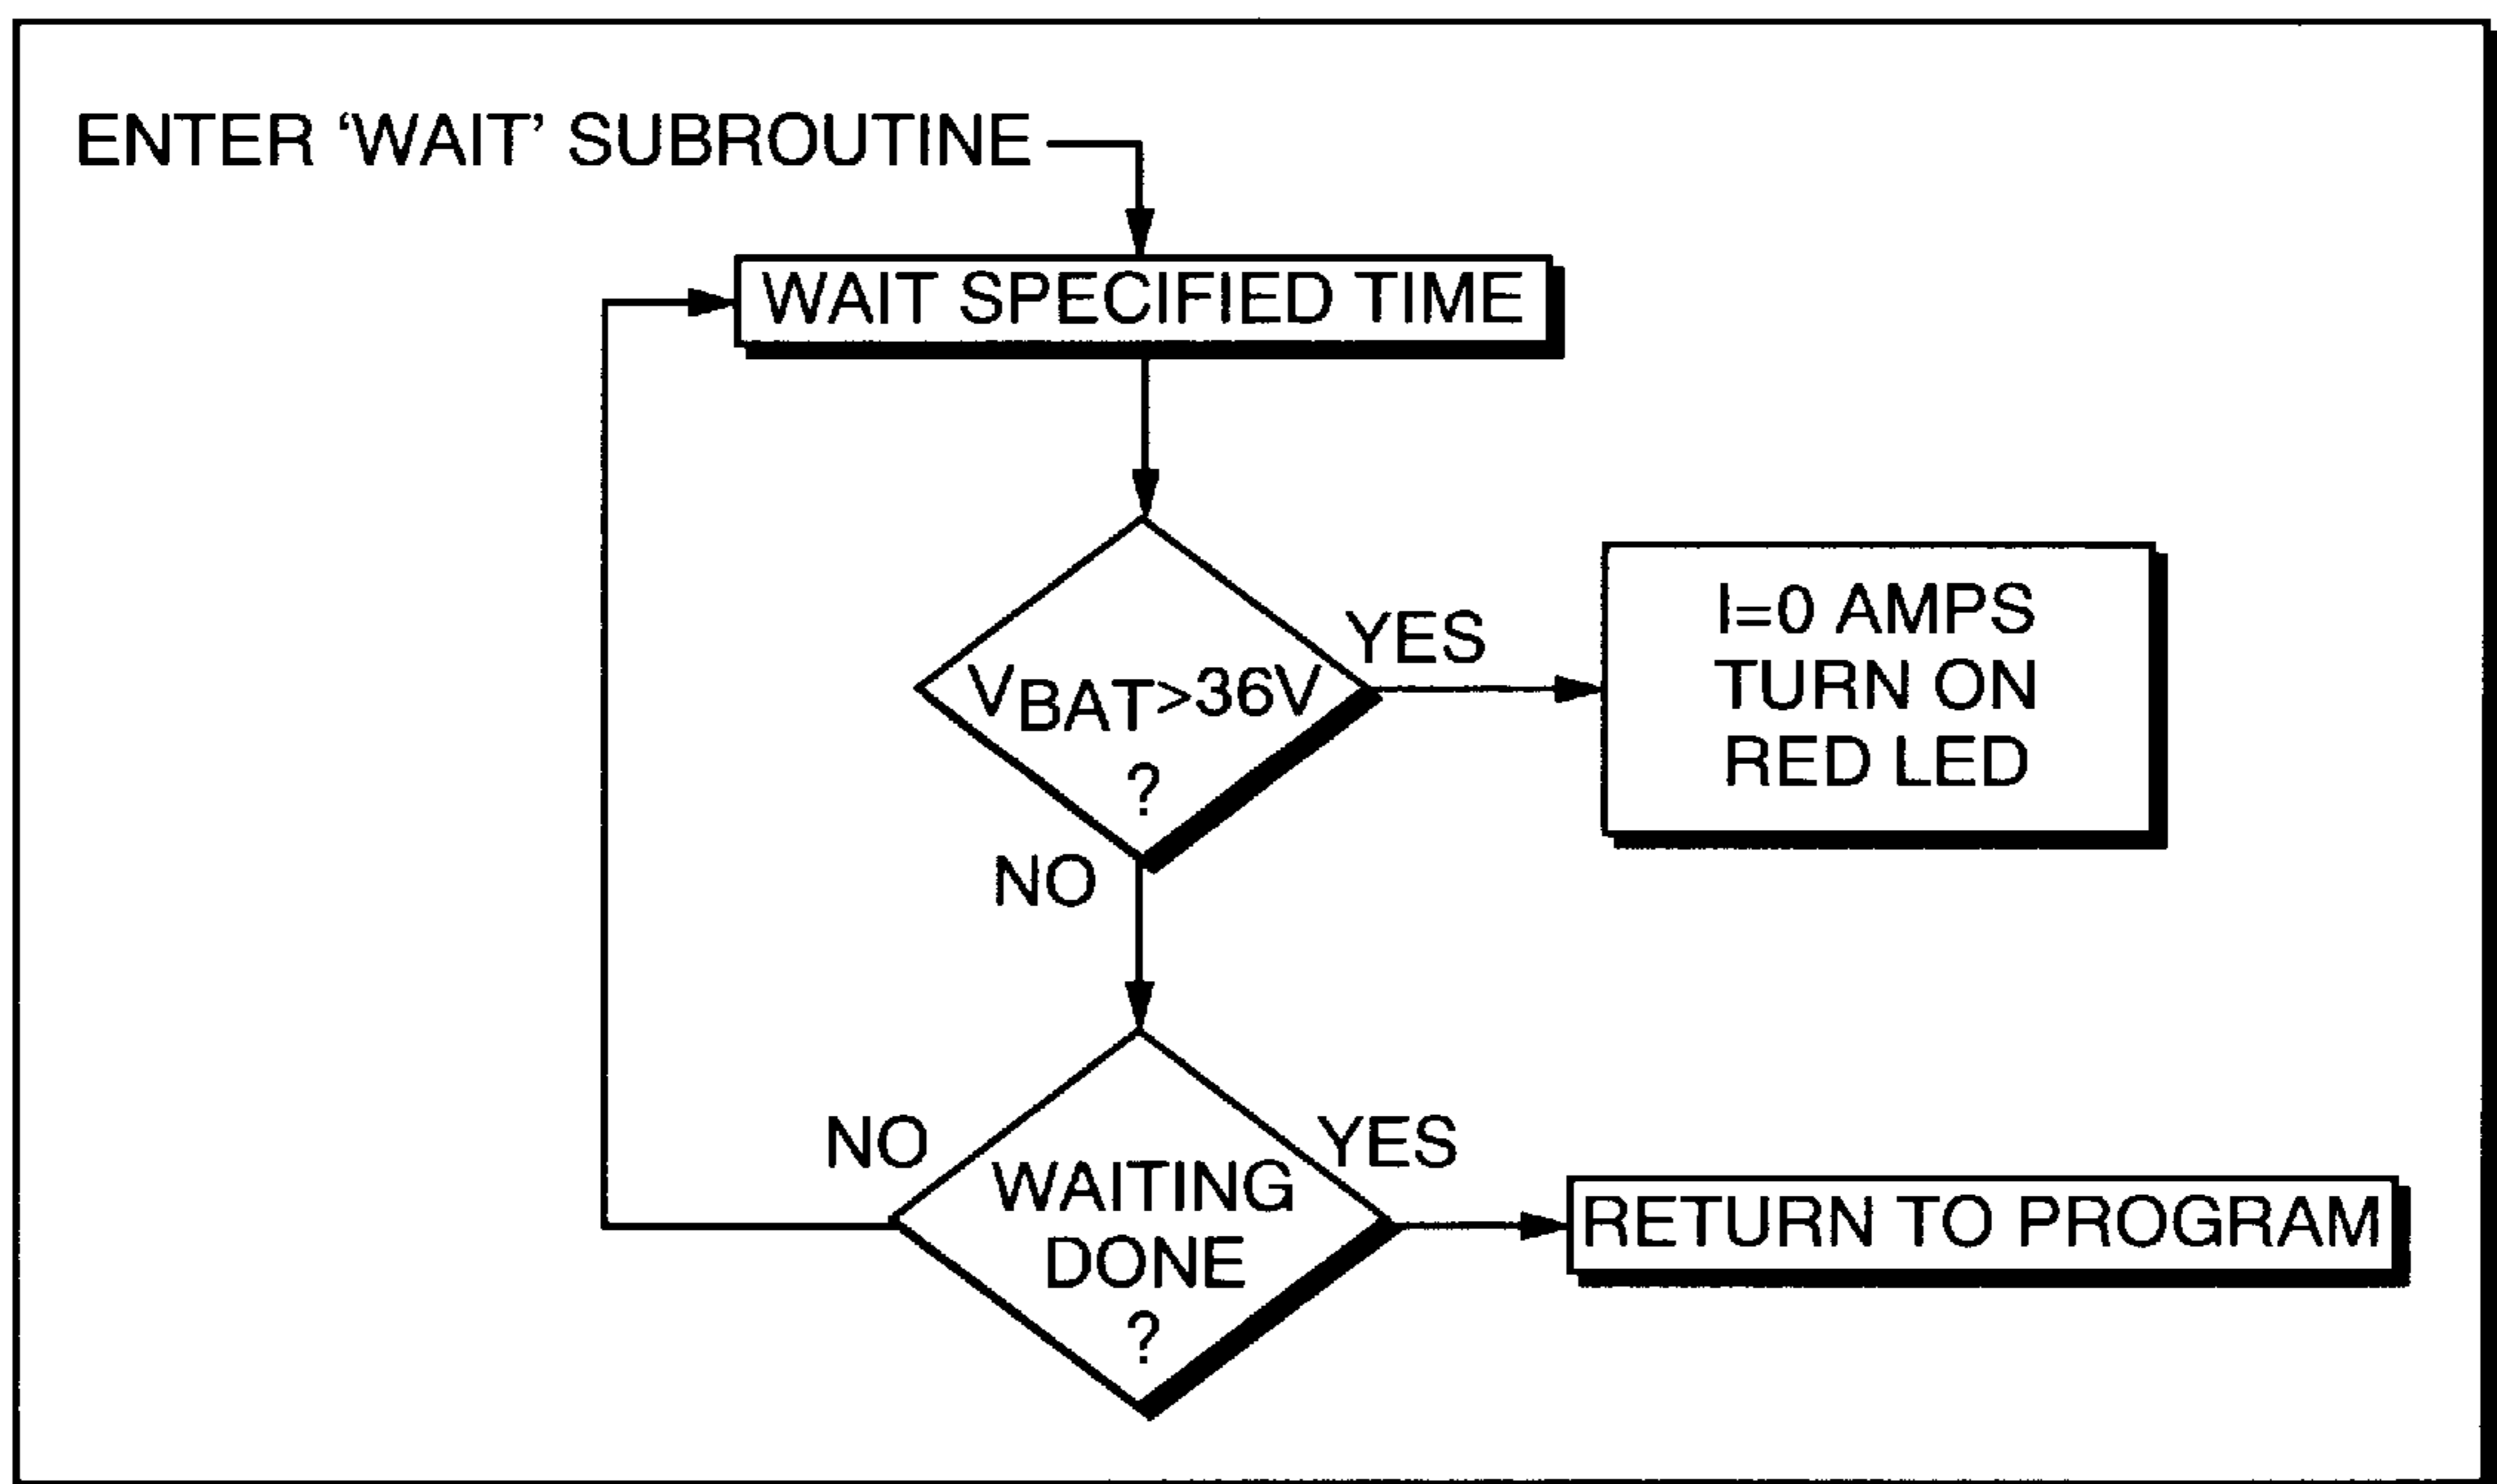 ENTER ‘WAIT’ SUBROUTINE
WAIT SPECIFIED TIME
VBAT>36V
?
YES
I=0 AMPS
TURN ON
RED LED
NO
NO
WAITING
DONE
?
YES
RETURN TO PROGRAM